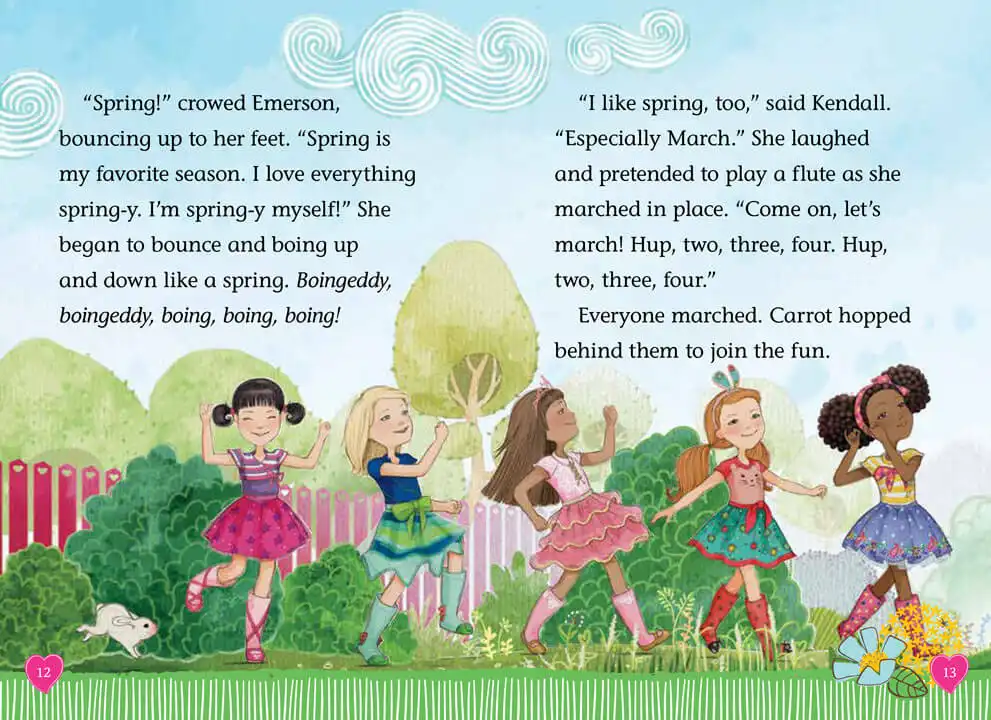 “Spring!” crowed Emerson,
bouncing up to her feet. “Spring is
my favorite season. I love everything
spring-y. I’m spring-y myself!” She
began to bounce and boing up
and down like a spring. Boingeddy,
boingeddy, boing, boing, boing!
12
“I like spring, too,” said Kendall.
“Especially March.” She laughed
and pretended to play a flute as she
marched in place. “Come on, let’s
march! Hup, two, three, four. Hup,
two, three, four.”
Everyone marched. Carrot hopped
behind them to join the fun.
13